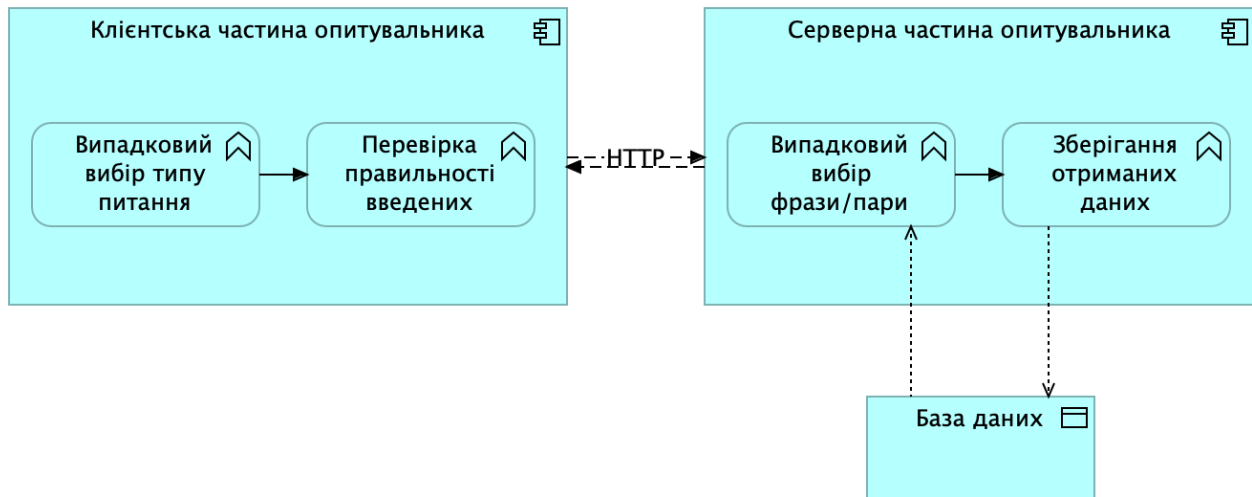 Клієнтська частина опитувальника
Серверна частина опитувальника
Випадковий
вибір типу
питання
Перевірка
правильності
введених
HTTP
Випадковий
вибір
фрази/пари
Зберігання
отриманих
даних
База даних